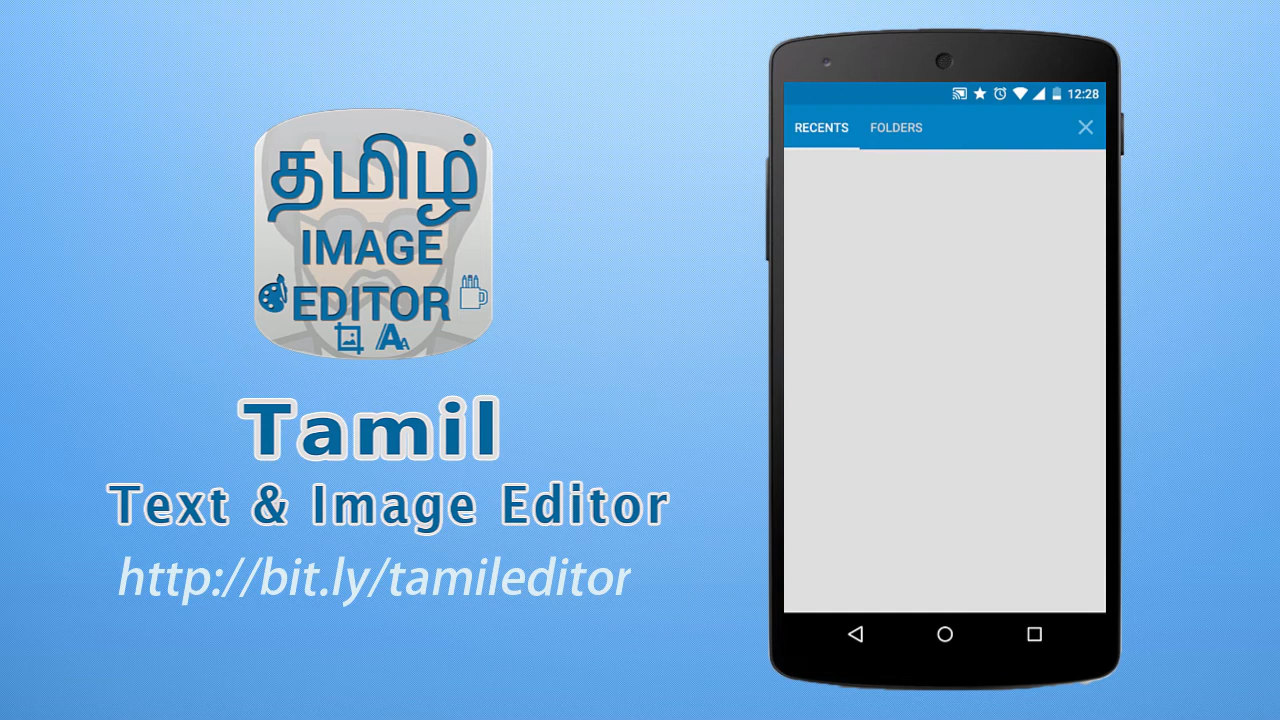 தமிழ்
IMAGE
EDITOR
Tamil
Text & Image Editor
http://bit.ly/tamileditor
12:28
RECENTS FOLDERS